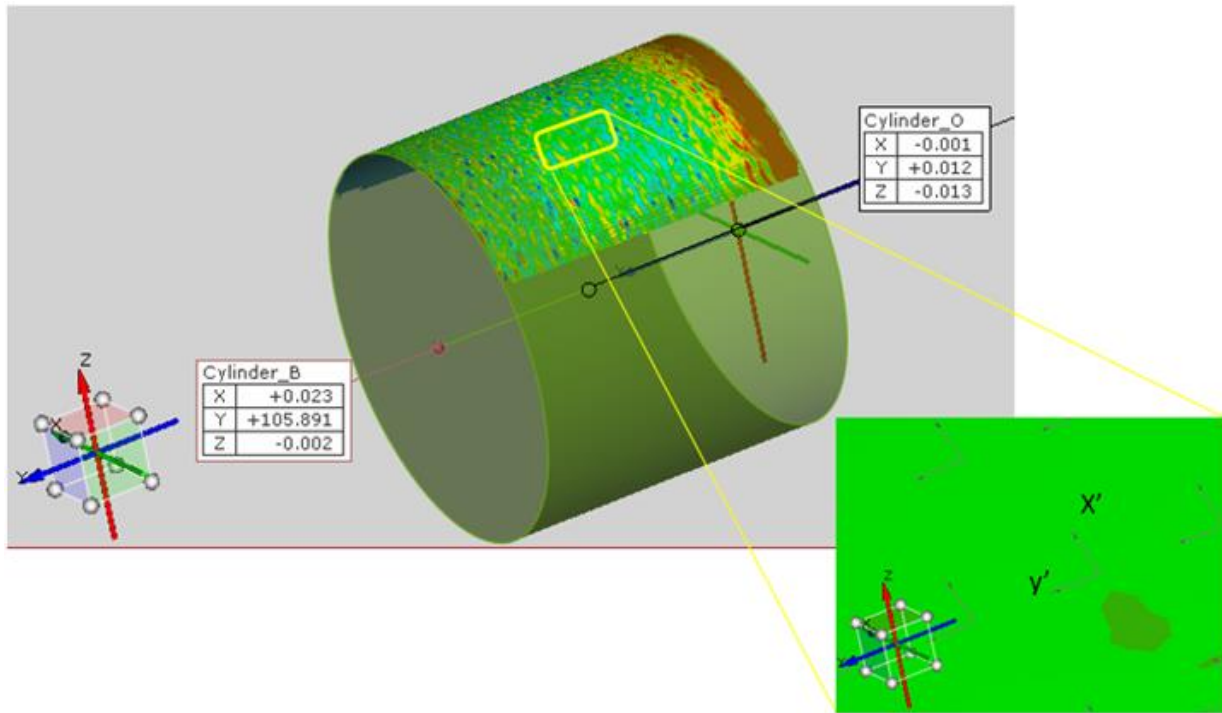 Cylinder_O
X -0.001
Y +0.012
Z -0.013
Z
X
Y
Cylinder_B
X +0.023
Y +105.891
Z -0.002
X'
y'
Z